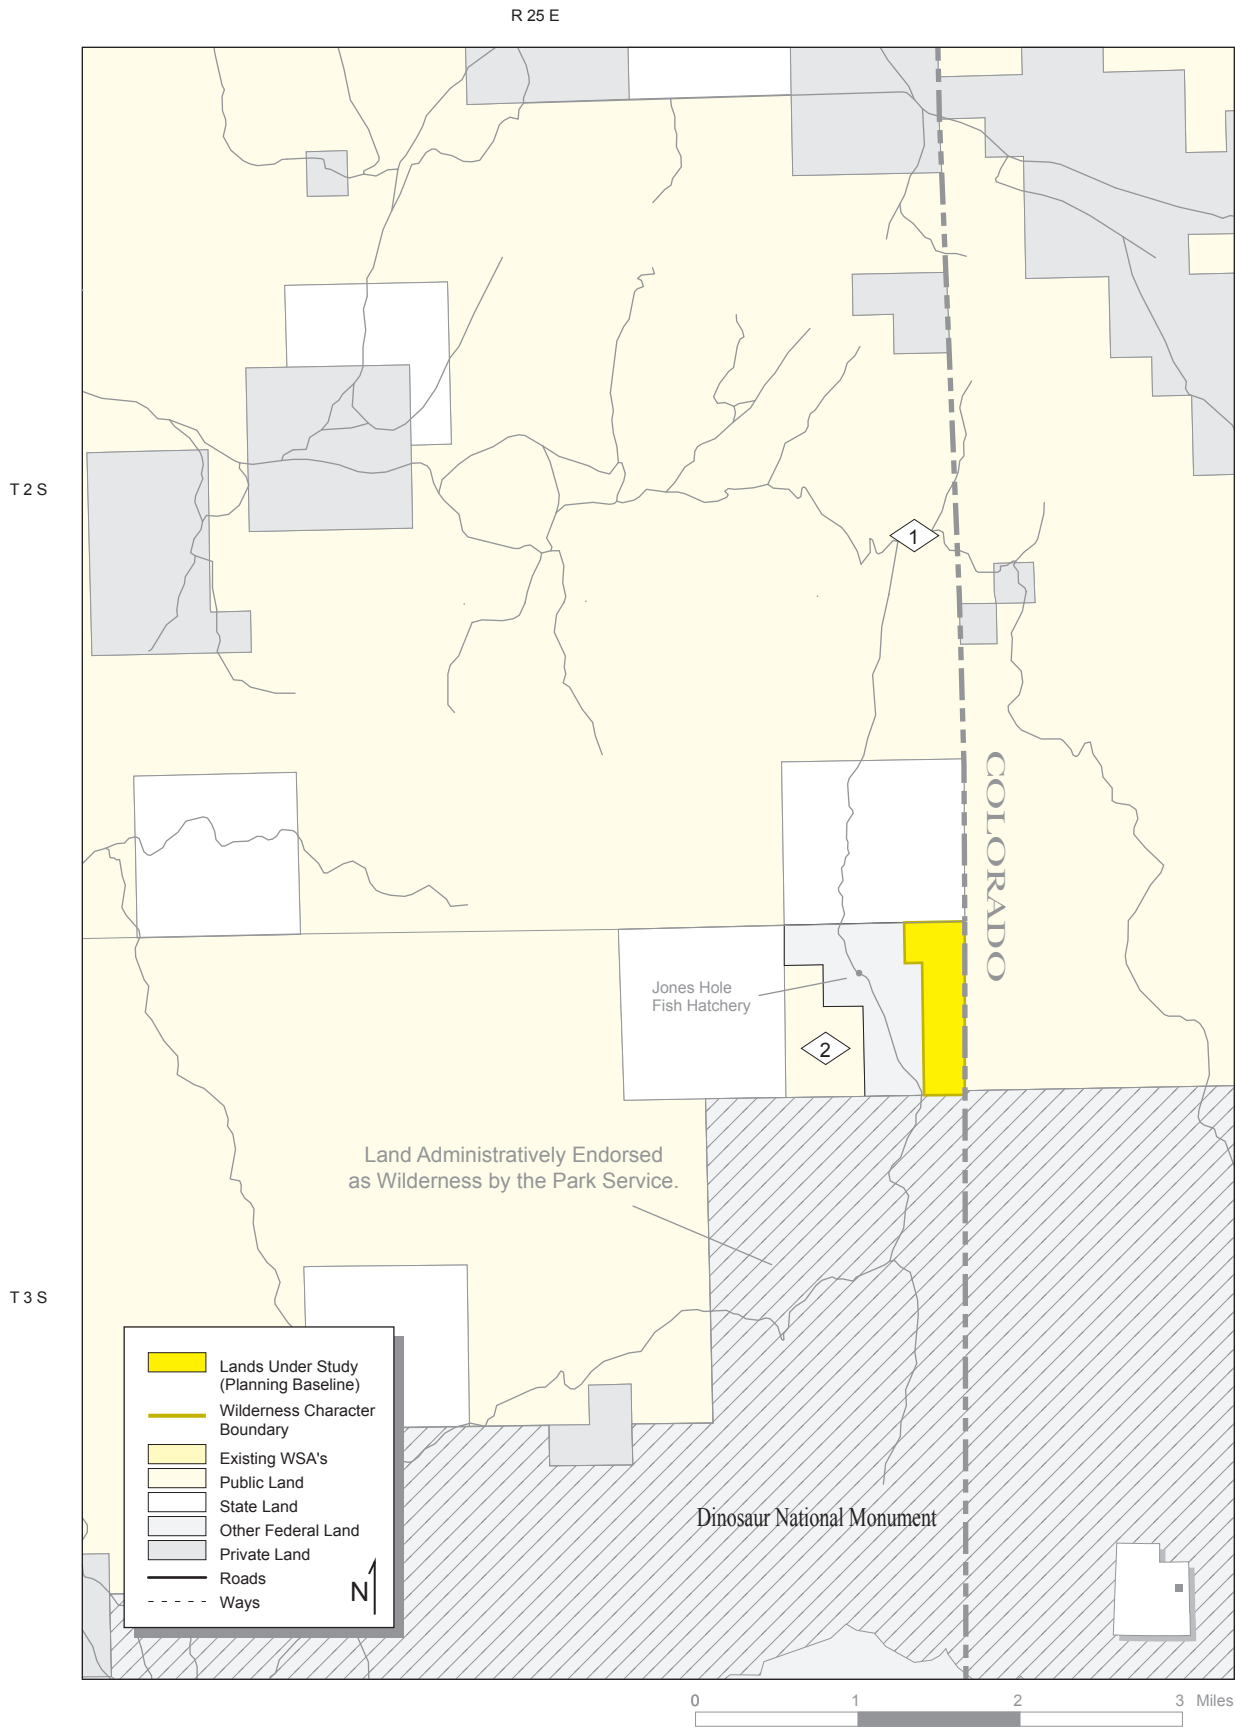 R 25 E
T 2 S
1
COLORADO
Jones Hole
Fish Hatchery
2
Land Administratively Endorsed
as Wilderness by the Park Service.
T 3 S
Lands Under Study
(Planning Baseline)
Wilderness Character
Boundary
Existing WSA's
Public Land
State Land
Other Federal Land
Private Land
Roads
Ways
N
Dinosaur National Monument
0 1 2 3 Miles